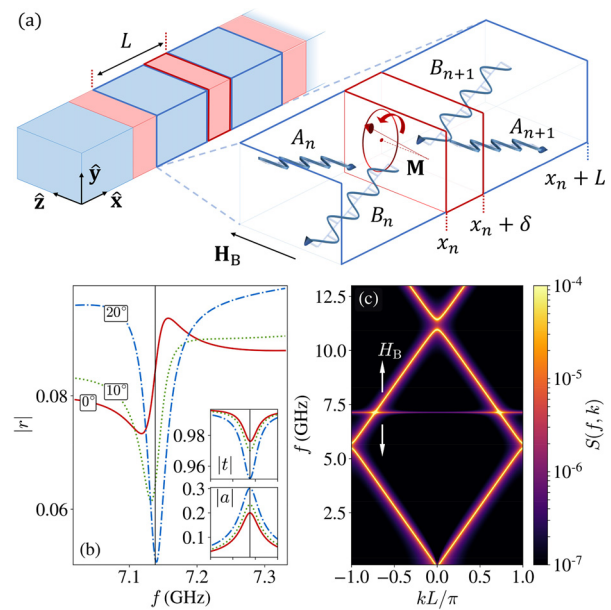 (a)
L
B_{n+1}
A_n
A_{n+1}
M
ŷ
ẑ
x̂
B_n
x_n + L
x_n + δ
x_n
H_B
20°
10°
0°
0.08
0.06
|r|
0.98
0.96
|t|
0.3
0.2
0.1
|a|
(b)
7.1
7.2
7.3
f (GHz)
(c)
12.5
10.0
7.5
5.0
2.5
f (GHz)
H_B
-1.0
-0.5
0.0
0.5
1.0
kL/π
10^{-4}
10^{-5}
10^{-6}
10^{-7}
S(f, k)